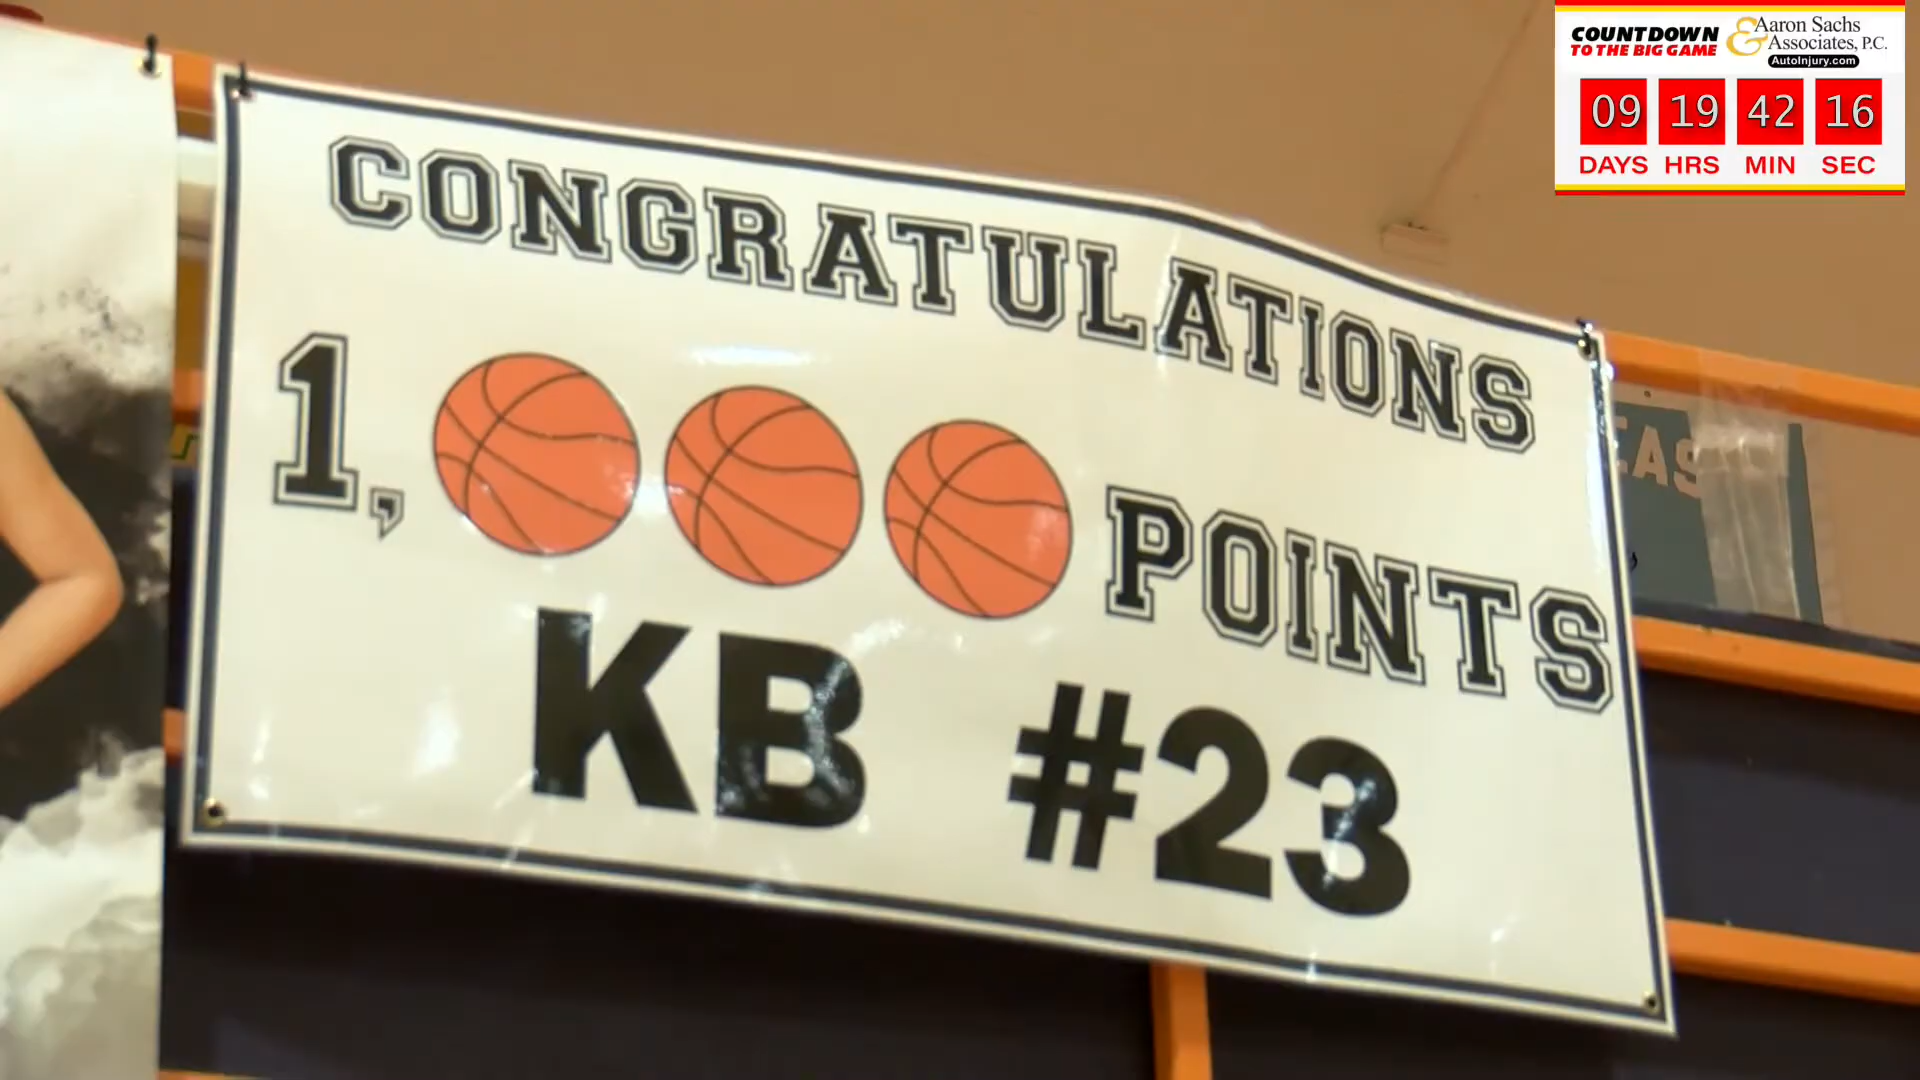 CONGRATULATIONS
1, POINTS
KB #23
COUNTDOWN
TO THE BIG GAME
Aaron Sachs
& Associates, P.C.
AutoInjury.com
09 19 42 16
DAYS HRS MIN SEC
EAS